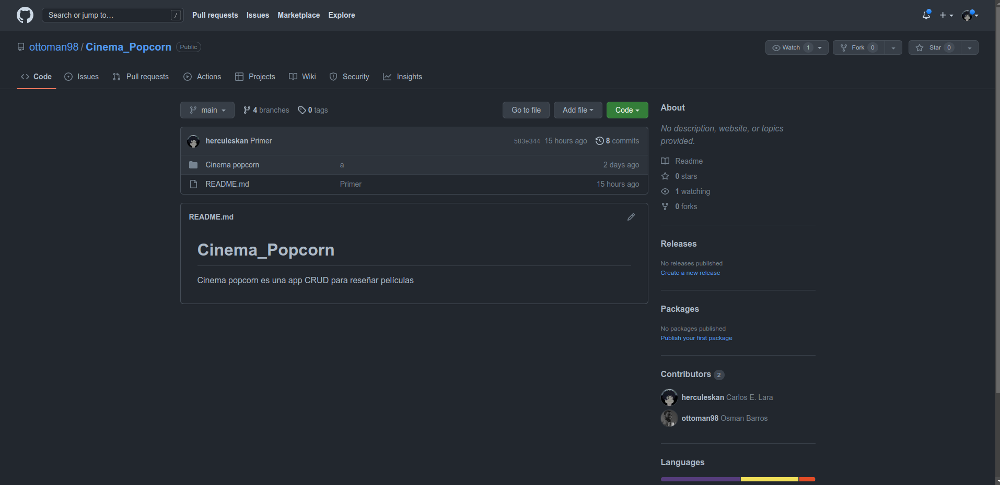 Search or jump to… /
Pull requests Issues Marketplace Explore
ottoman98 / Cinema_Popcorn Public
Watch 1 Fork 0 Star 0
Code Issues Pull requests Actions Projects Wiki Security Insights
main 4 branches 0 tags
Go to file Add file Code
herculeskan Primer 583e344 15 hours ago 8 commits
Cinema popcorn a 2 days ago
README.md Primer 15 hours ago
README.md
Cinema_Popcorn
Cinema popcorn es una app CRUD para reseñar películas
About
No description, website, or topics
provided.
Readme
0 stars
1 watching
0 forks
Releases
No releases published
Create a new release
Packages
No packages published
Publish your first package
Contributors 2
herculeskan Carlos E. Lara
ottoman98 Osman Barros
Languages